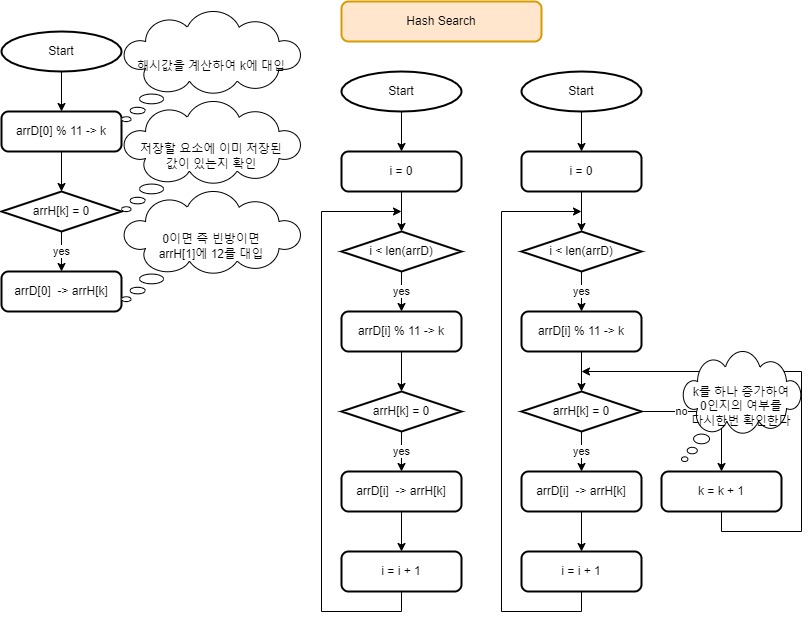 Hash Search
Start
해시값을 계산하여 k에 대입
arrD[0] % 11 -> k
저장할 요소에 이미 저장된
값이 있는지 확인
arrH[k] = 0
yes
0이면 즉 빈방이면
arrH[1]에 12를 대입
arrD[0]  -> arrH[k]
Start
i = 0
i < len(arrD)
yes
arrD[i] % 11 -> k
arrH[k] = 0
yes
arrD[i]  -> arrH[k]
i = i + 1
Start
i = 0
i < len(arrD)
yes
arrD[i] % 11 -> k
arrH[k] = 0
no
k를 하나 증가하여
0인지의 여부를
다시한번 확인한다
yes
arrD[i]  -> arrH[k]
k = k + 1
i = i + 1